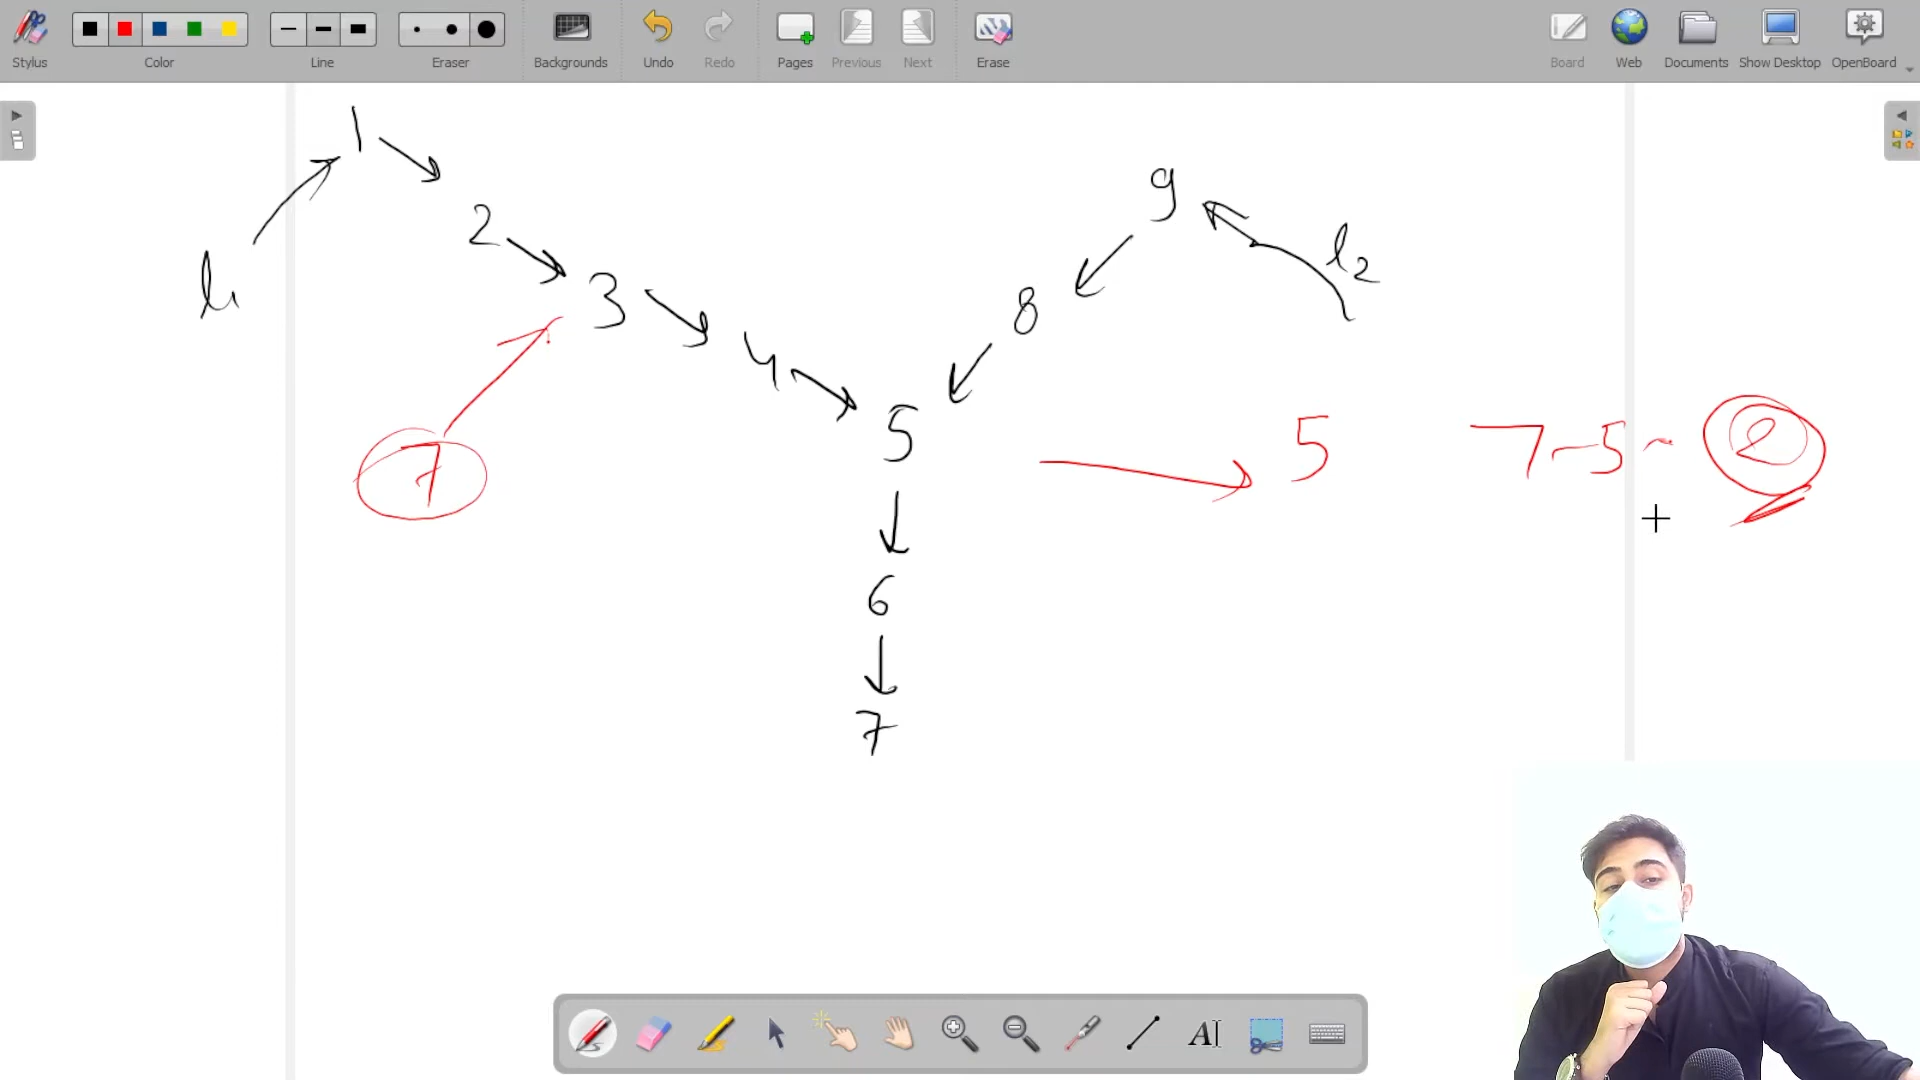 Stylus
Color
Line
Eraser
Backgrounds
Undo
Redo
Pages
Previous
Next
Erase
Board
Web
Documents
Show Desktop
OpenBoard
1
2
3
4
5
6
7
8
9
l1
l2
7
5
7-5=2